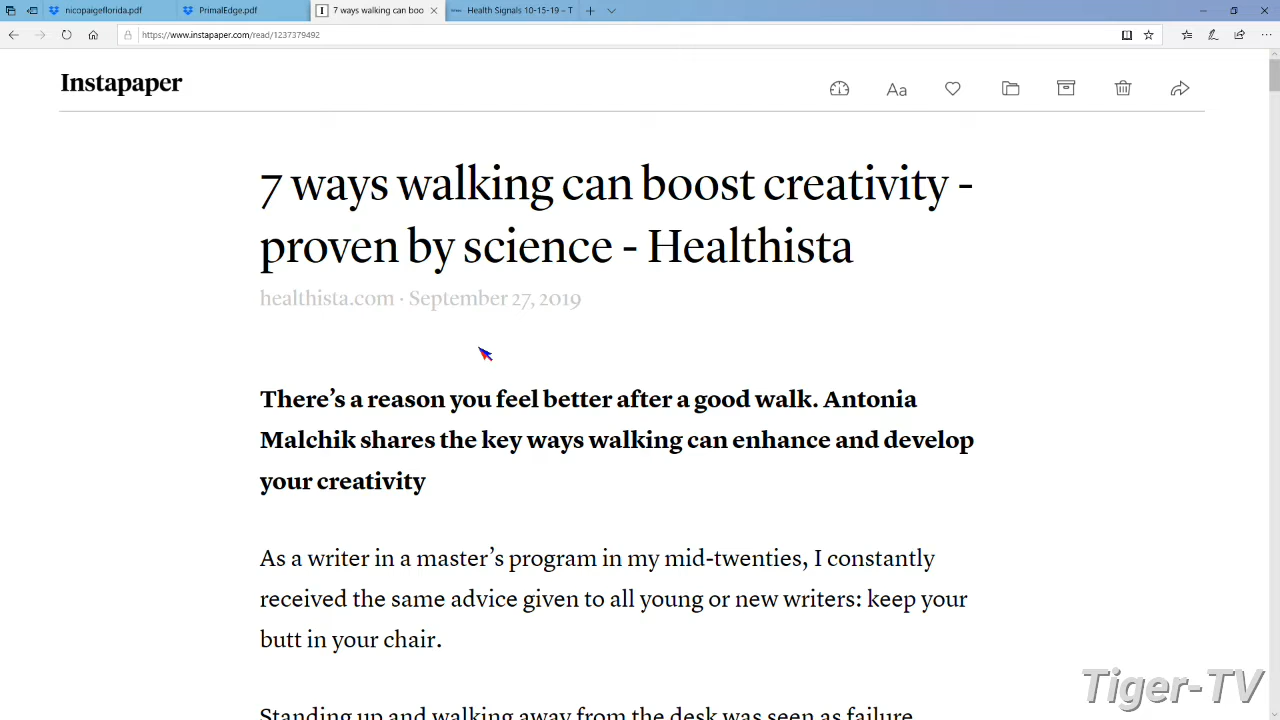 nicopaigeflorida.pdf
PrimalEdge.pdf
7 ways walking can boo
Health Signals 10-15-19 – T
https://www.instapaper.com/read/1237379492
Instapaper
Aa
7 ways walking can boost creativity -
proven by science - Healthista
healthista.com · September 27, 2019
There’s a reason you feel better after a good walk. Antonia
Malchik shares the key ways walking can enhance and develop
your creativity
As a writer in a master’s program in my mid-twenties, I constantly
received the same advice given to all young or new writers: keep your
butt in your chair.
Standing up and walking away from the desk was seen as failure,
Tiger-TV